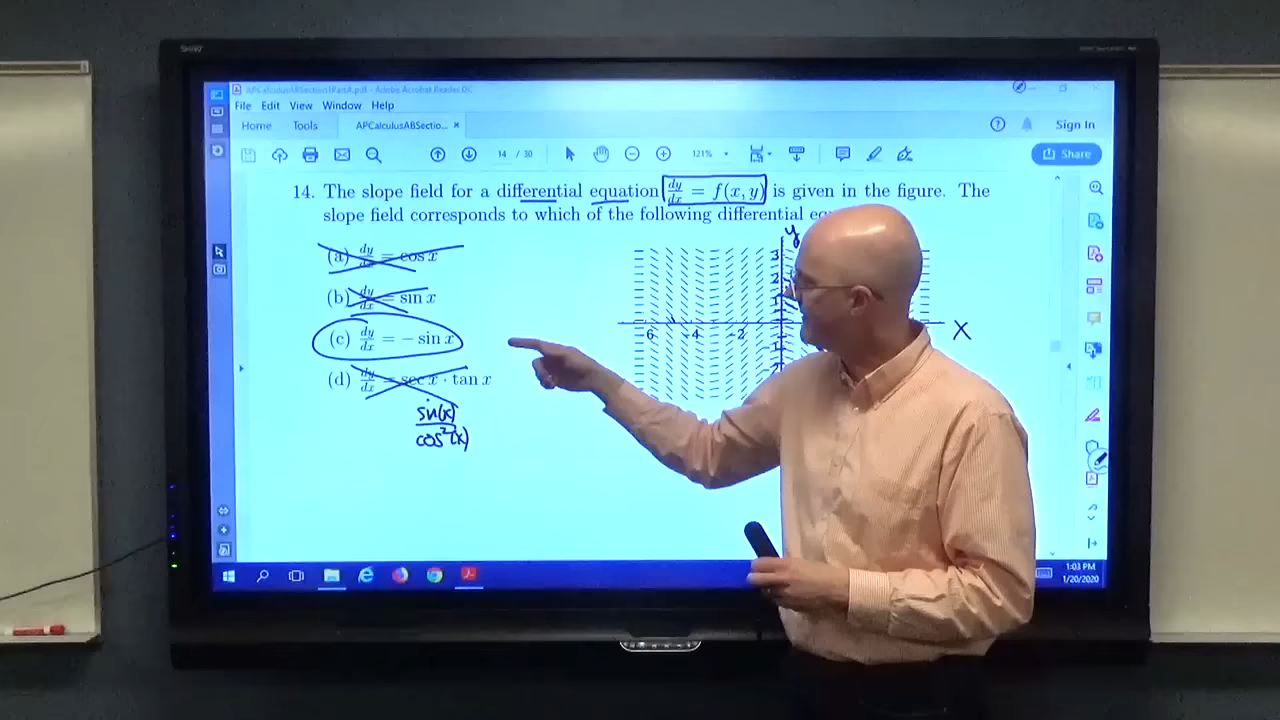 SHARP
APCalculusABSection1PartA.pdf - Adobe Acrobat Reader DC
File Edit View Window Help
Home Tools APCalculusABSectio... × Sign In
14 / 30 121% Share
14. The slope field for a differential equation dy/dx = f(x, y) is given in the figure. The
slope field corresponds to which of the following differential
(a) dy/dx = cos x
(b) dy/dx = sin x
(c) dy/dx = − sin x
(d) dy/dx = sec x · tan x
sin(x)
cos²(x)
y
3
2
1
-6 -4 -2
X
-1
1:03 PM
1/20/2020